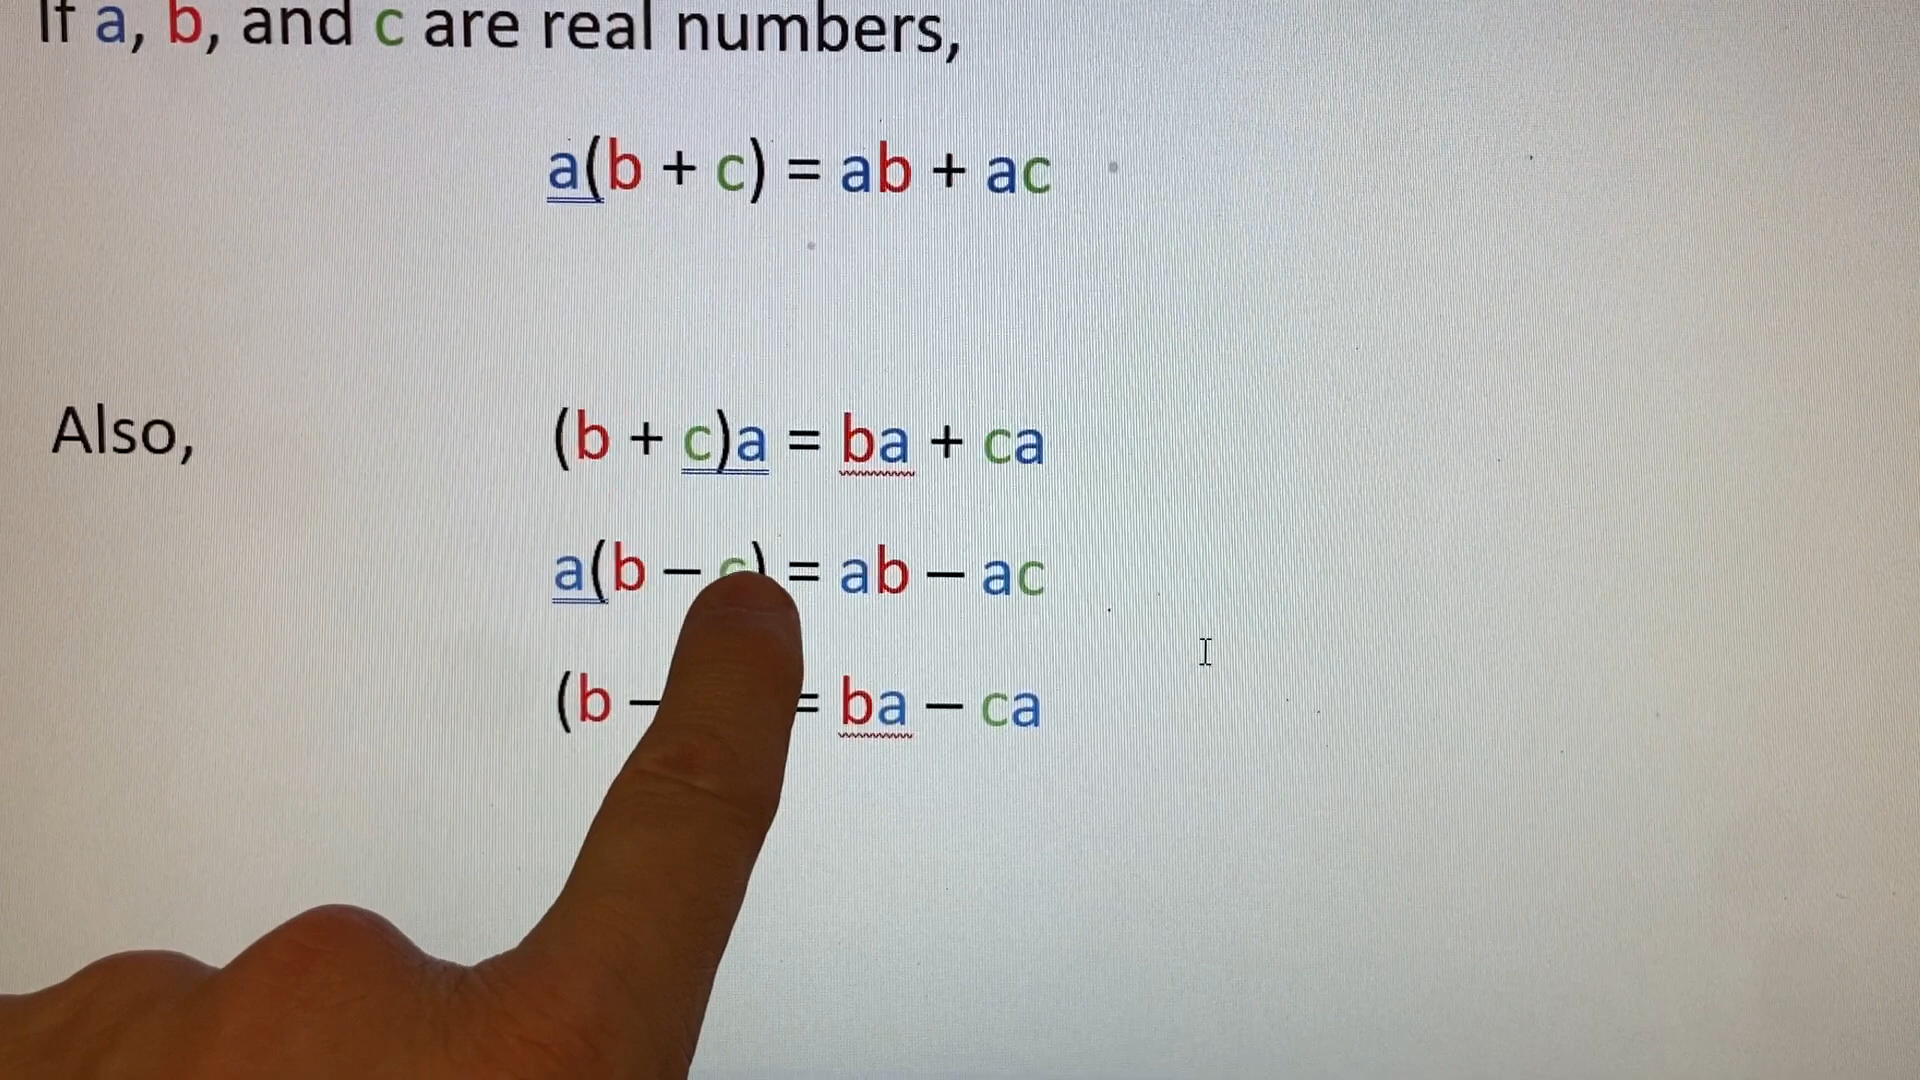 If a, b, and c are real numbers,
a(b + c) = ab + ac
Also, (b + c)a = ba + ca
a(b – c) = ab – ac
(b – = ba – ca